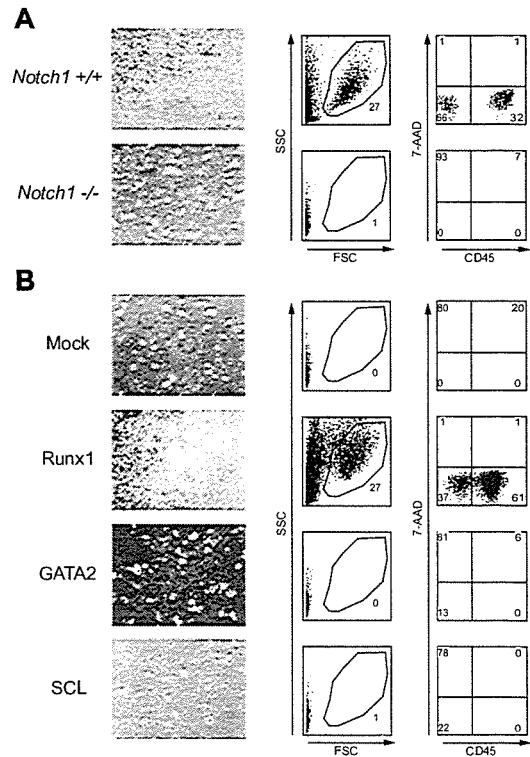 A
Notch1 +/+
SSC
27
7-AAD
1 1
66 32
Notch1 -/-
1
93 7
0 0
FSC
CD45
B
Mock
SSC
0
7-AAD
80 20
0 0
Runx1
27
1 1
37 61
GATA2
0
6
13 0
SCL
1
78 0
22 0
FSC
CD45